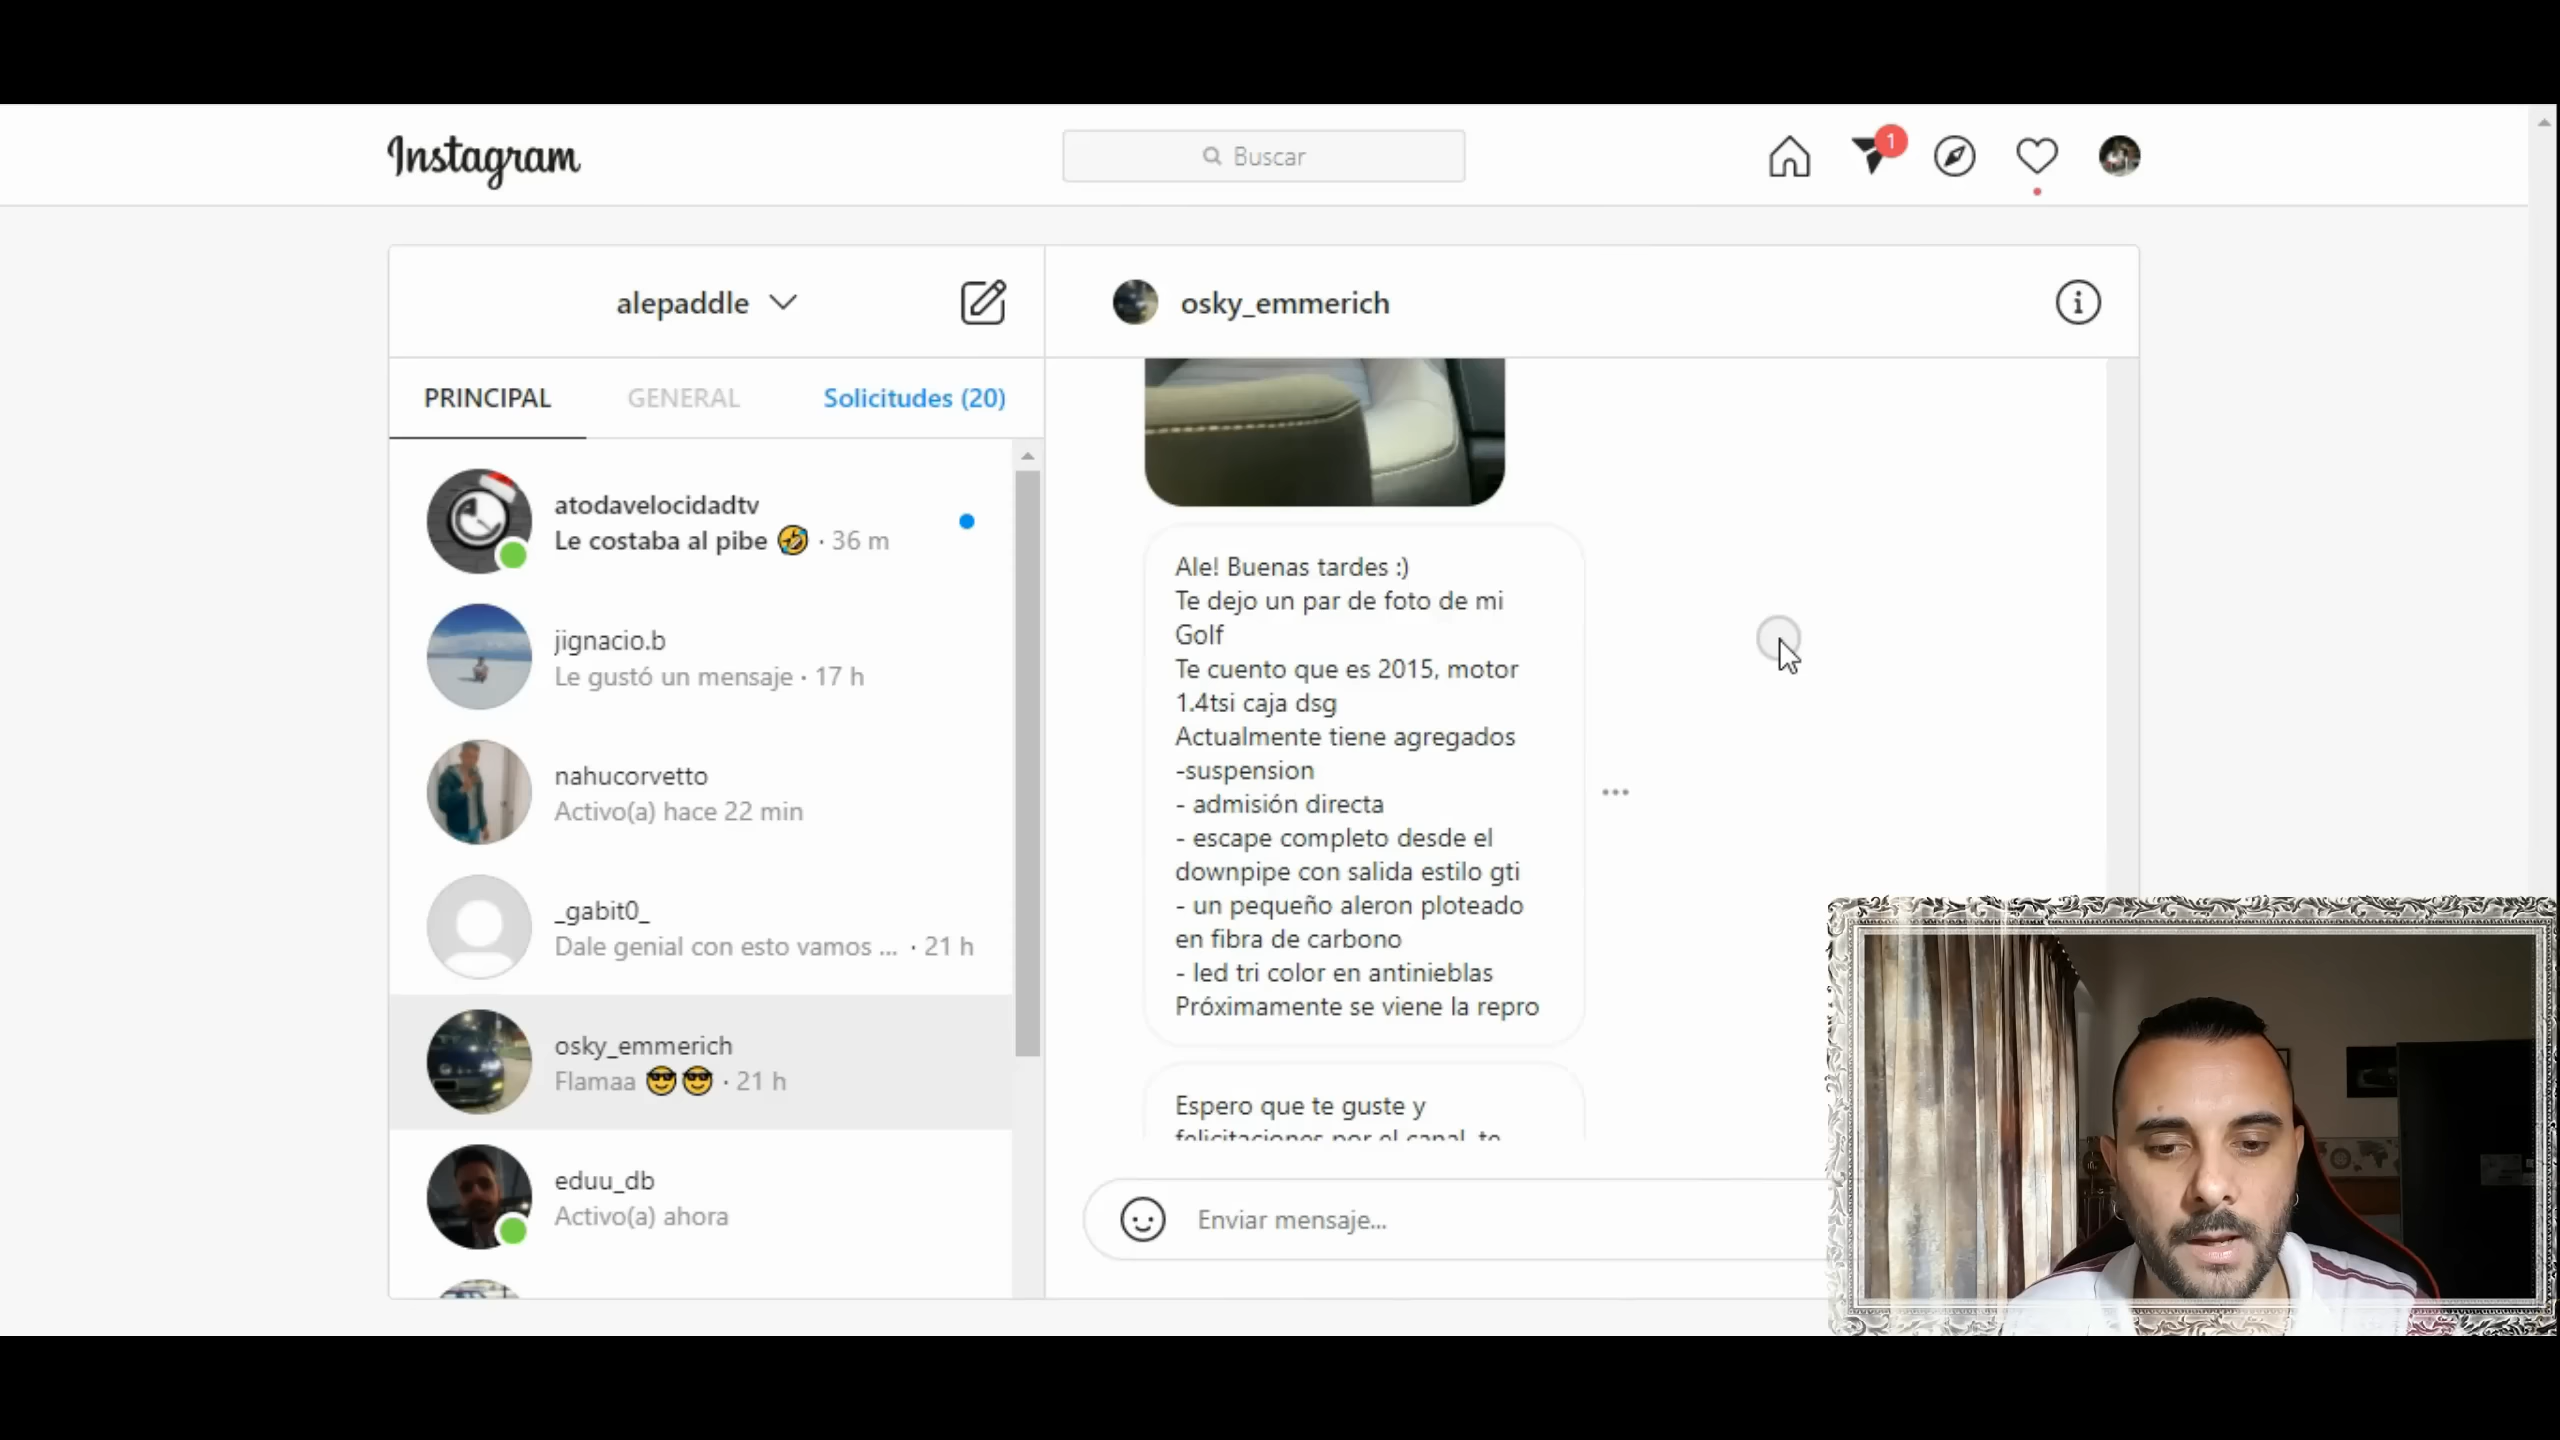 Instagram
Buscar
1
alepaddle
osky_emmerich
PRINCIPAL
GENERAL
Solicitudes (20)
atodavelocidadtv
Le costaba al pibe 🤣 · 36 m
jignacio.b
Le gustó un mensaje · 17 h
nahucorvetto
Activo(a) hace 22 min
_gabit0_
Dale genial con esto vamos ... · 21 h
osky_emmerich
Flamaa 😎😎 · 21 h
eduu_db
Activo(a) ahora
Ale! Buenas tardes :)
Te dejo un par de foto de mi
Golf
Te cuento que es 2015, motor
1.4tsi caja dsg
Actualmente tiene agregados
-suspension
- admisión directa
- escape completo desde el
downpipe con salida estilo gti
- un pequeño aleron ploteado
en fibra de carbono
- led tri color en antinieblas
Próximamente se viene la repro
Espero que te guste y
felicitaciones por el canal, te
Enviar mensaje...